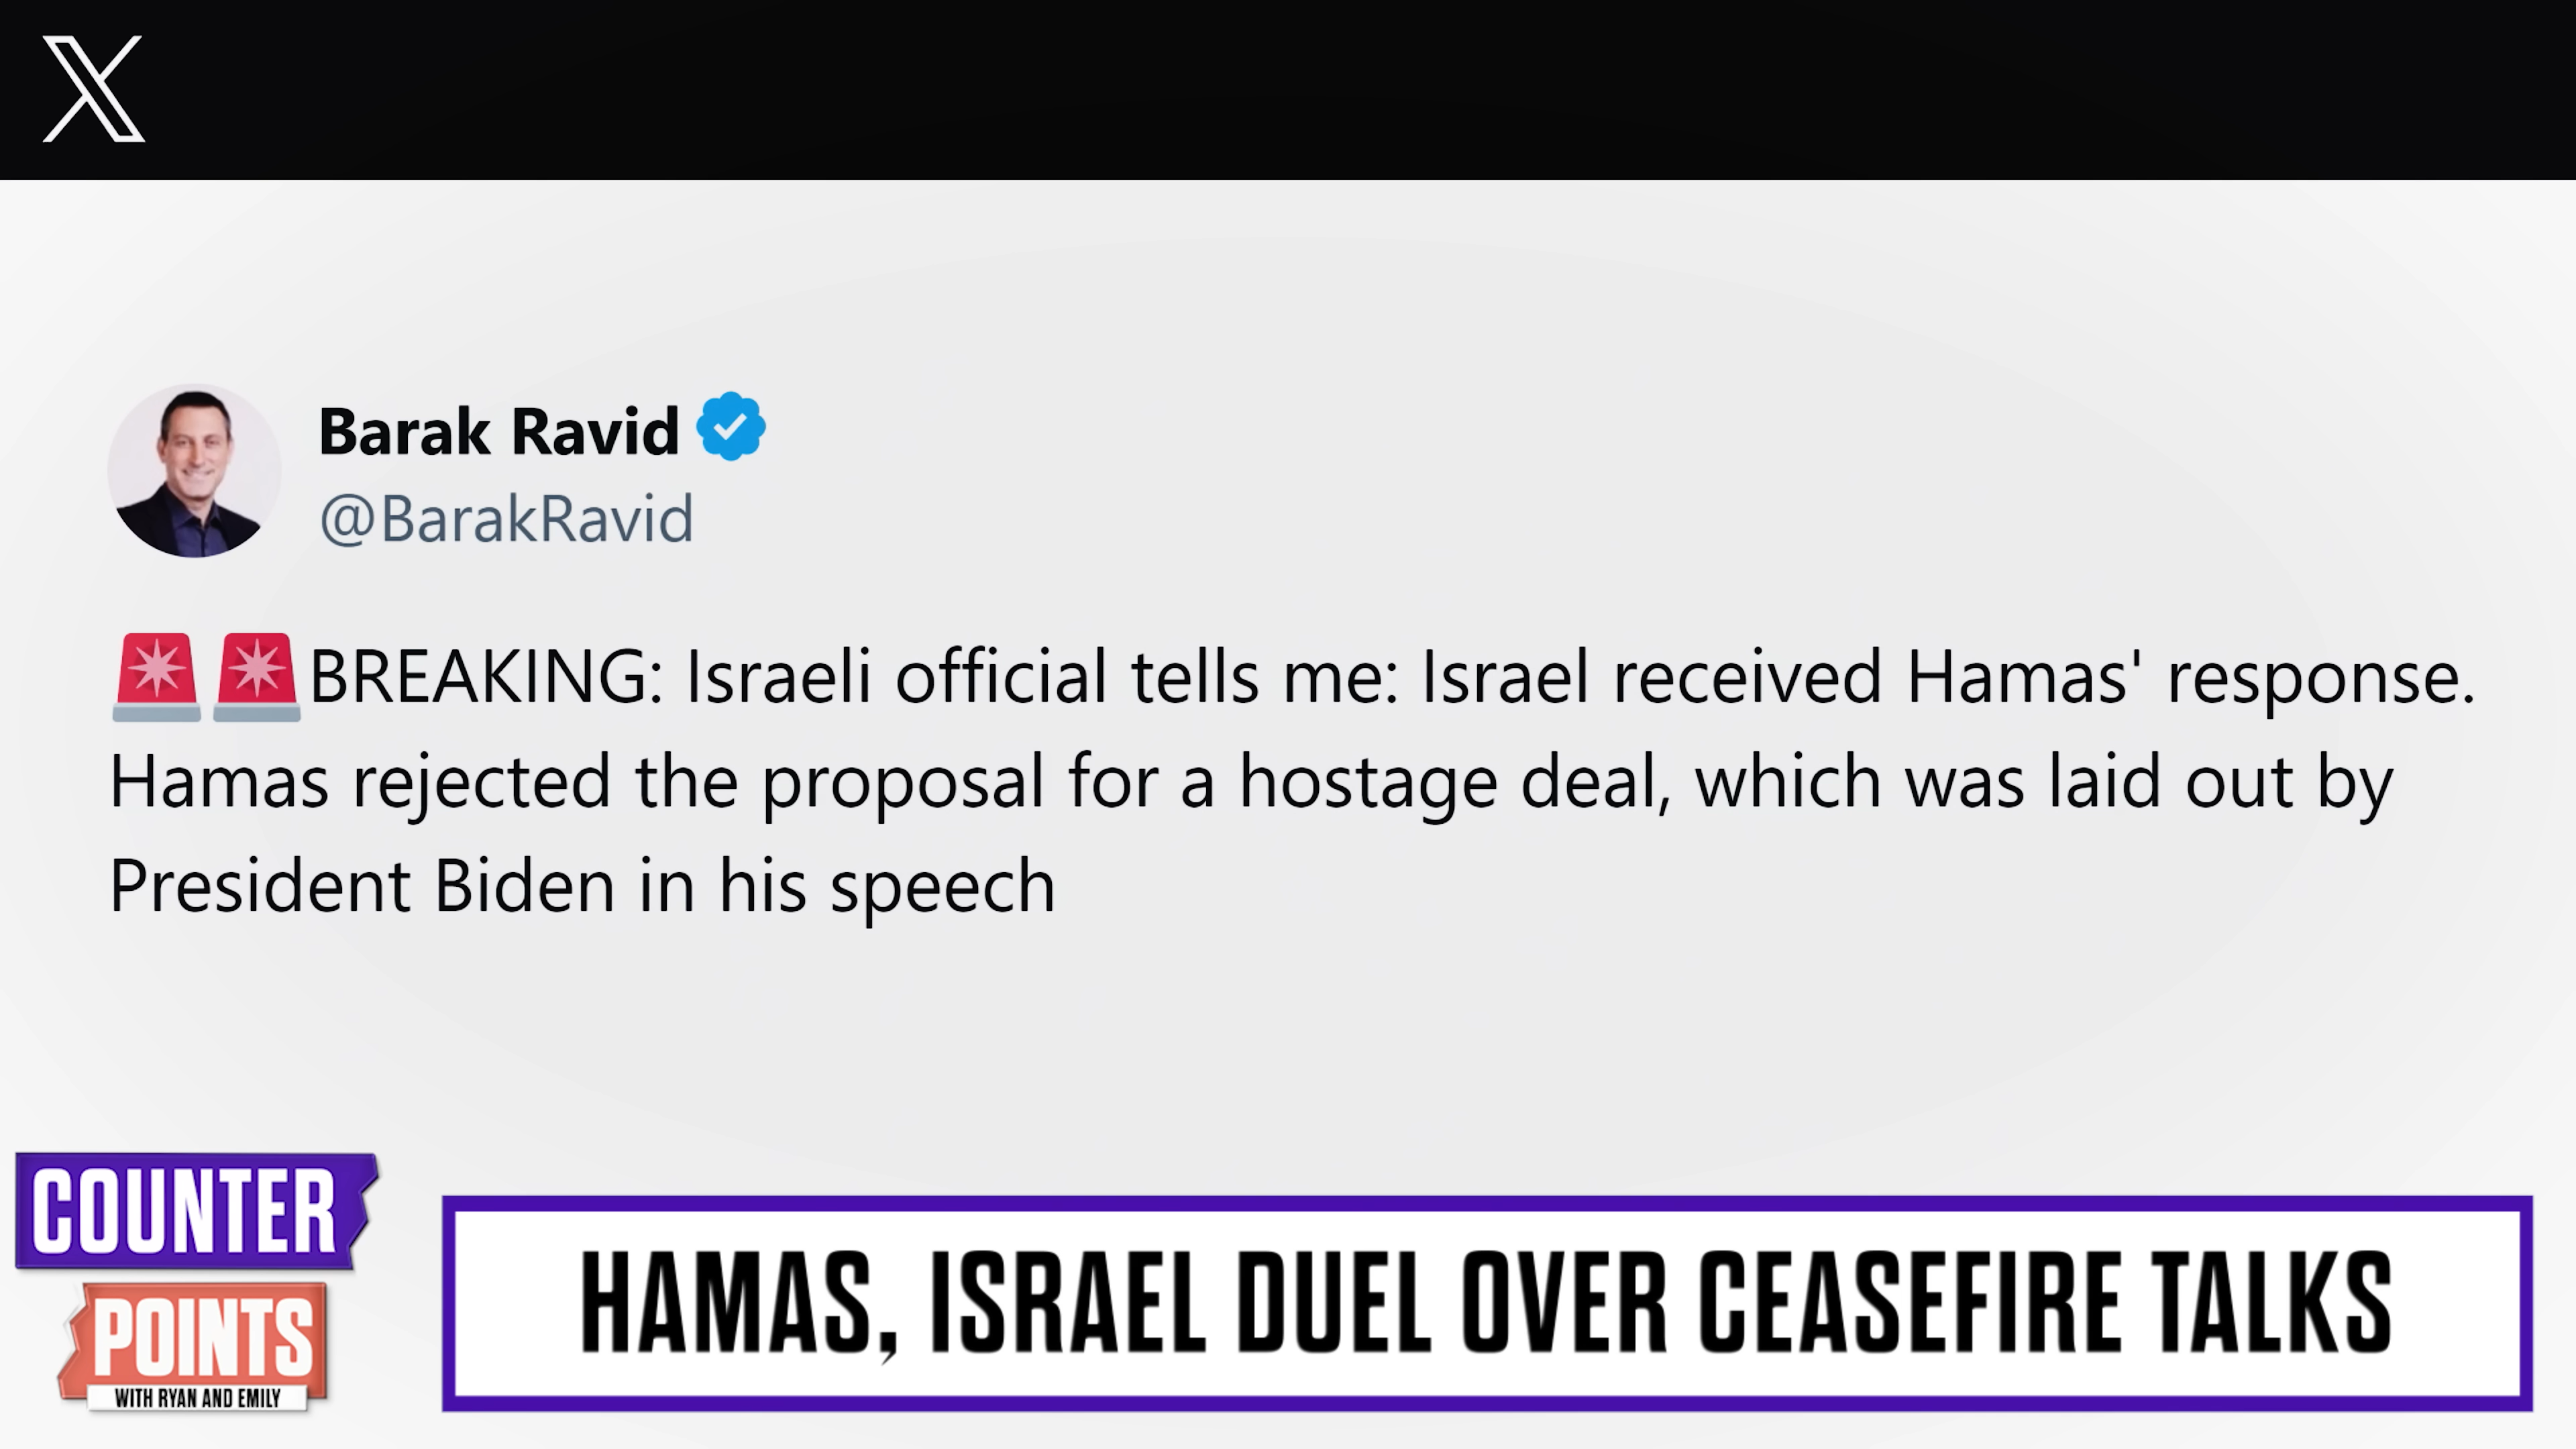 Barak Ravid
@BarakRavid
🚨🚨BREAKING: Israeli official tells me: Israel received Hamas' response.
Hamas rejected the proposal for a hostage deal, which was laid out by
President Biden in his speech
COUNTER
POINTS
WITH RYAN AND EMILY
HAMAS, ISRAEL DUEL OVER CEASEFIRE TALKS